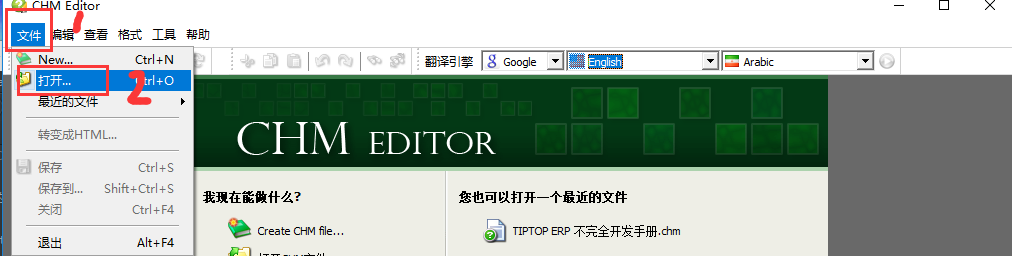 CHM Editor
文件 1 编辑 查看 格式 工具 帮助
New... Ctrl+N
翻译引擎 Google English Arabic
打开... Ctrl+O 2
最近的文件
转变成HTML...
保存 Ctrl+S
保存到... Shift+Ctrl+S
关闭 Ctrl+F4
退出 Alt+F4
CHM EDITOR
我现在能做什么?
您也可以打开一个最近的文件
Create CHM file...
TIPTOP ERP 不完全开发手册.chm